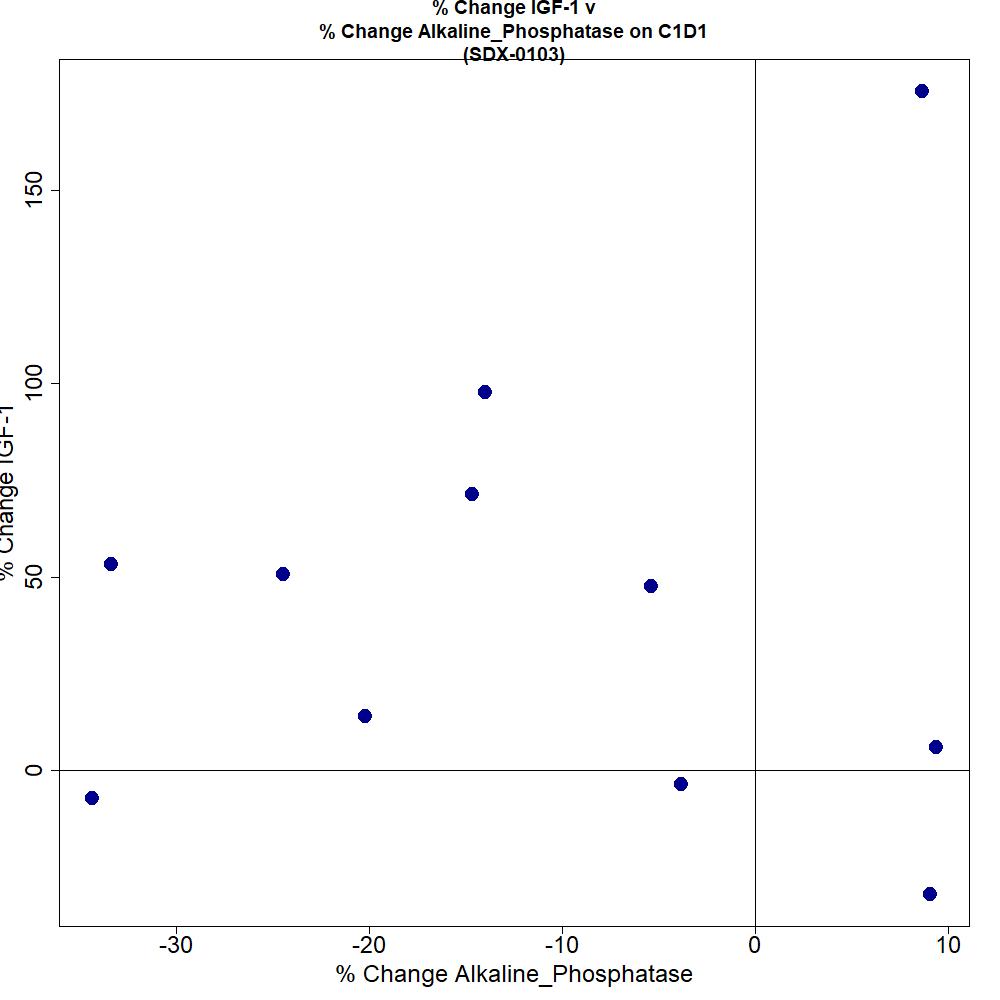 % Change IGF-1 v
% Change Alkaline_Phosphatase on C1D1
(SDX-0103)
% Change IGF-1
150
100
50
0
-30 -20 -10 0 10
% Change Alkaline_Phosphatase